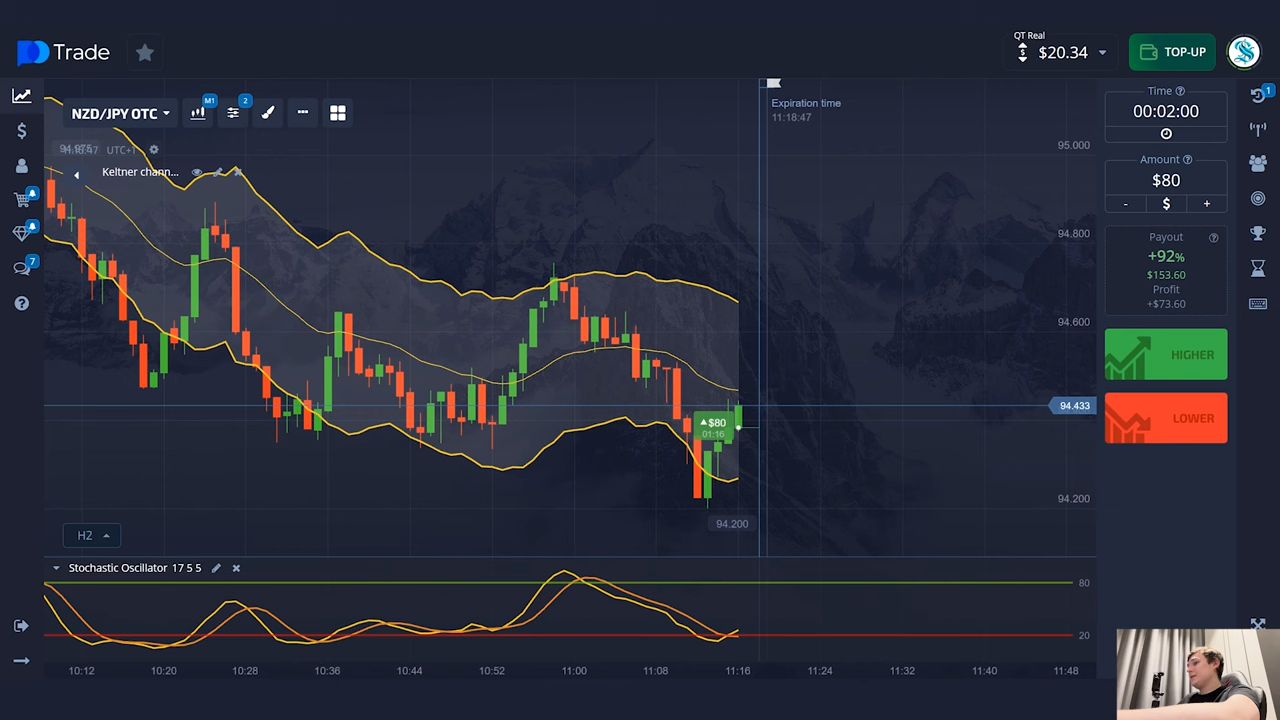 Trade
QT Real
$20.34
TOP-UP
NZD/JPY OTC
M1
2
UTC+1
Keltner chann...
Expiration time
11:18:47
95.000
94.800
94.600
94.433
94.200
▲$80
01:16
94.200
H2
Stochastic Oscillator 17 5 5
80
20
10:12
10:20
10:28
10:36
10:44
10:52
11:00
11:08
11:16
11:24
11:32
11:40
11:48
Time
00:02:00
Amount
$80
- $ +
Payout
+92%
$153.60
Profit
+$73.60
HIGHER
LOWER
7
1